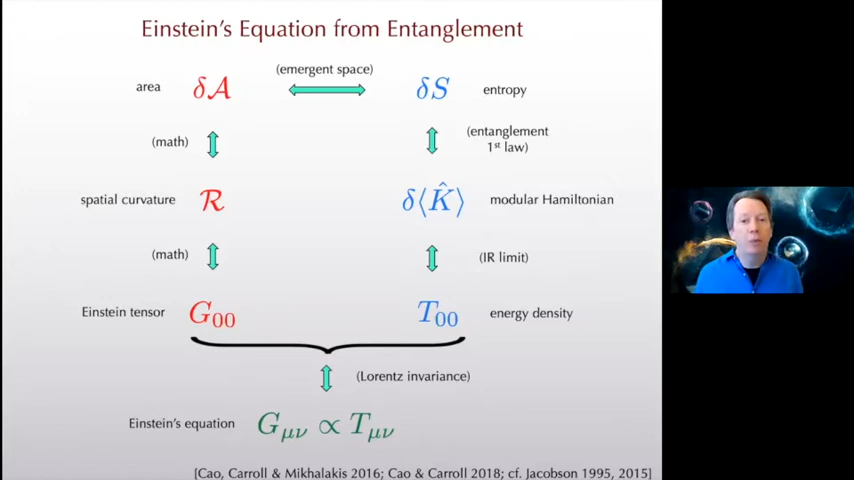 Einstein's Equation from Entanglement
area δA (emergent space) δS entropy
(math) (entanglement
1st law)
spatial curvature R δ⟨K̂⟩ modular Hamiltonian
(math) (IR limit)
Einstein tensor G₀₀ T₀₀ energy density
(Lorentz invariance)
Einstein's equation Gμν ∝ Tμν
[Cao, Carroll & Mikhalakis 2016; Cao & Carroll 2018; cf. Jacobson 1995, 2015]